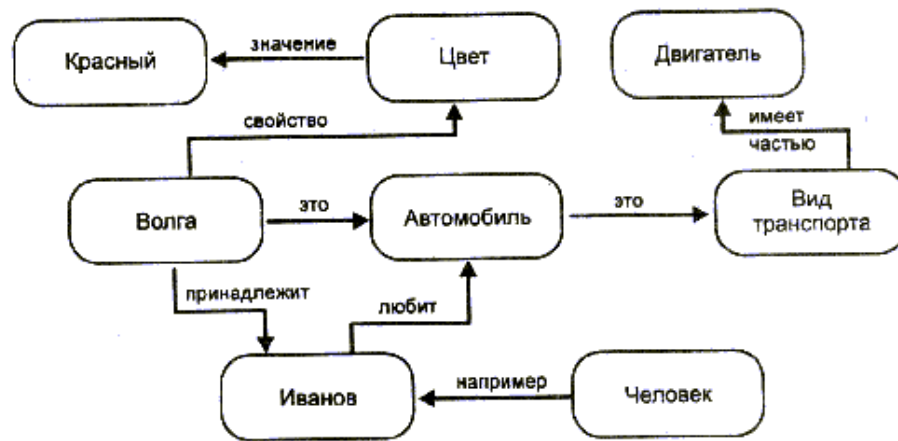 Красный
значение
Цвет
Двигатель
свойство
имеет
частью
Волга
это
Автомобиль
это
Вид
транспорта
принадлежит
любит
Иванов
например
Человек